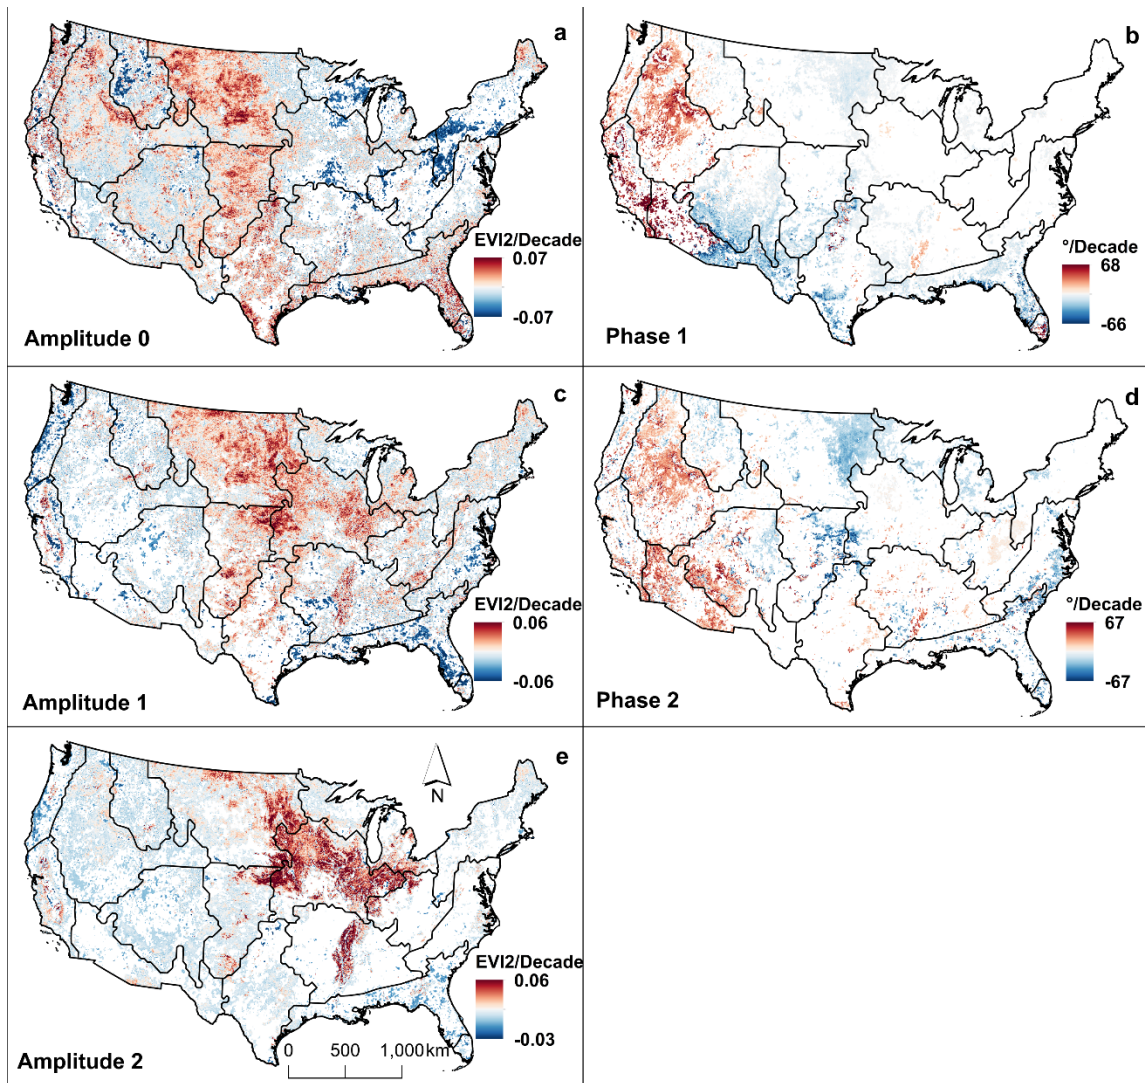 a
EVI2/Decade
0.07
-0.07
Amplitude 0
b
°/Decade
68
-66
Phase 1
c
EVI2/Decade
0.06
-0.06
Amplitude 1
d
°/Decade
67
-67
Phase 2
e
N
EVI2/Decade
0.06
-0.03
0 500 1,000 km
Amplitude 2